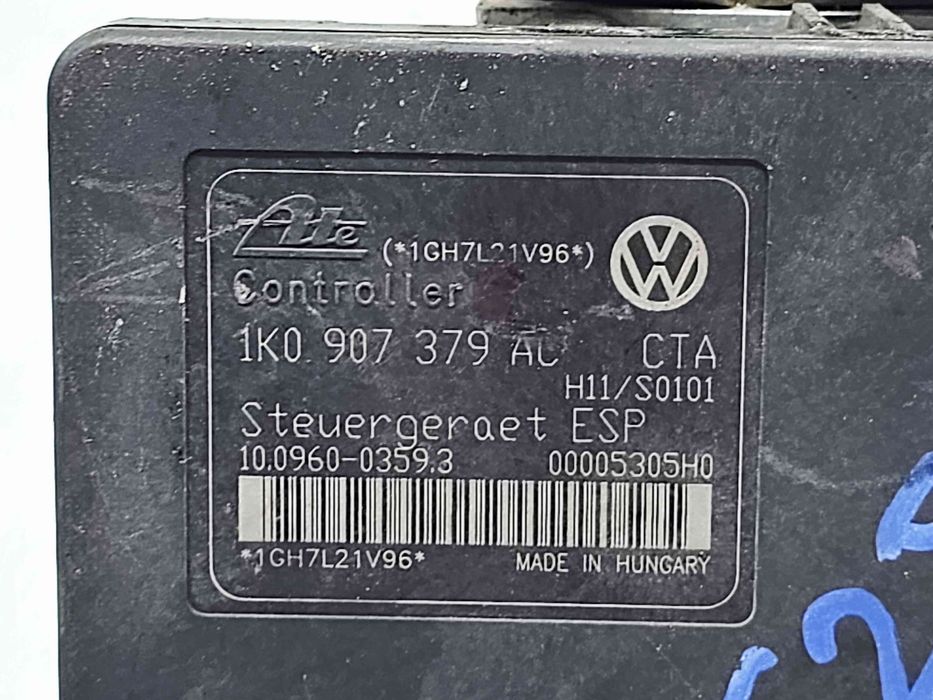 Ate (*1GH7L21V96*)
Controller
1K0 907 379 AC CTA
H11/S0101
Steuergeraet ESP
10.0960-0359.3 00005305H0
*1GH7L21V96* MADE IN HUNGARY